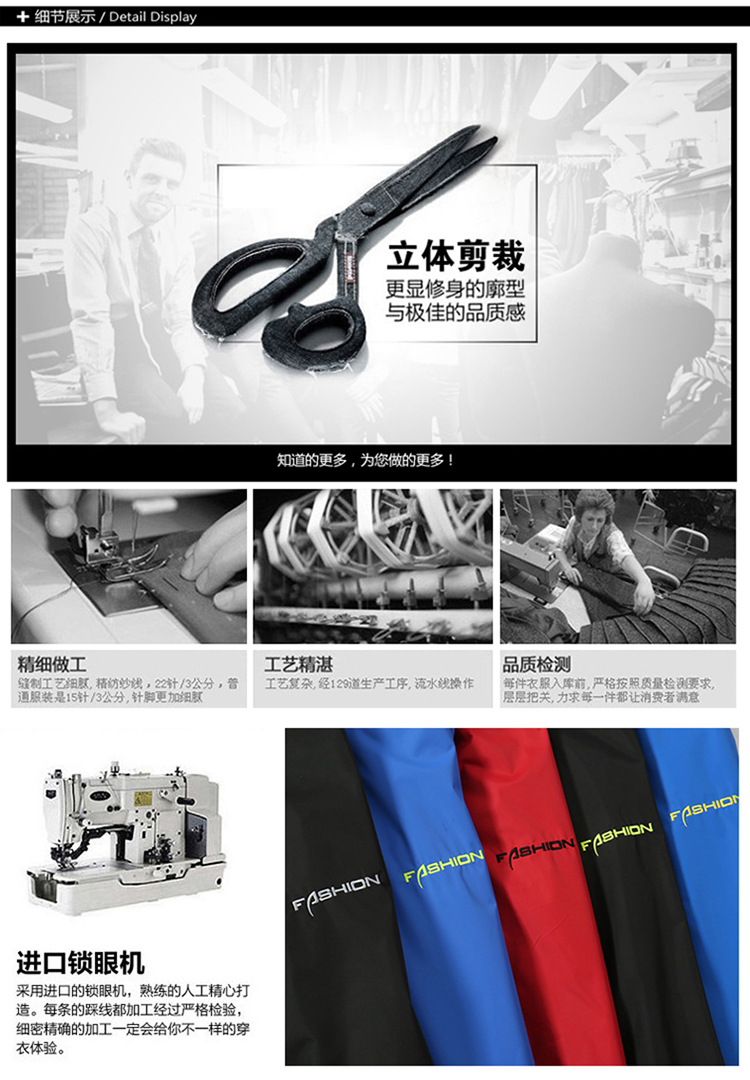 + 细节展示 / Detail Display
立体剪裁
更显修身的廓型
与极佳的品质感
知道的更多，为您做的更多！
精细做工
缝制工艺细腻，精纺纱线，22针/3公分，普
通服装是15针/3公分，针脚更加细腻
工艺精湛
工艺复杂，经129道生产工序，流水线操作
品质检测
每件衣服入库前，严格按照质量检测要求，
层层把关，力求每一件都让消费者满意
进口锁眼机
采用进口的锁眼机，熟练的人工精心打
造。每条的踩线都加工经过严格检验，
细密精确的加工一定会给你不一样的穿
衣体验。
FASHION
FASHION
FASHION
FASHION
FASHION